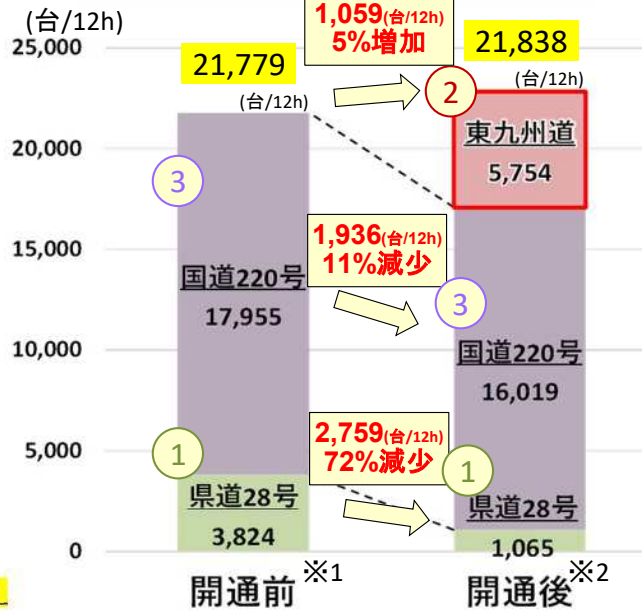 (台/12h)
1,059(台/12h)
5%増加
25,000
21,779
(台/12h)
21,838
(台/12h)
②
東九州道
5,754
20,000
③
15,000
国道220号
17,955
1,936(台/12h)
11%減少
③
国道220号
16,019
10,000
5,000
①
2,759(台/12h)
72%減少
①
県道28号
3,824
県道28号
1,065
0
開通前※1
開通後※2